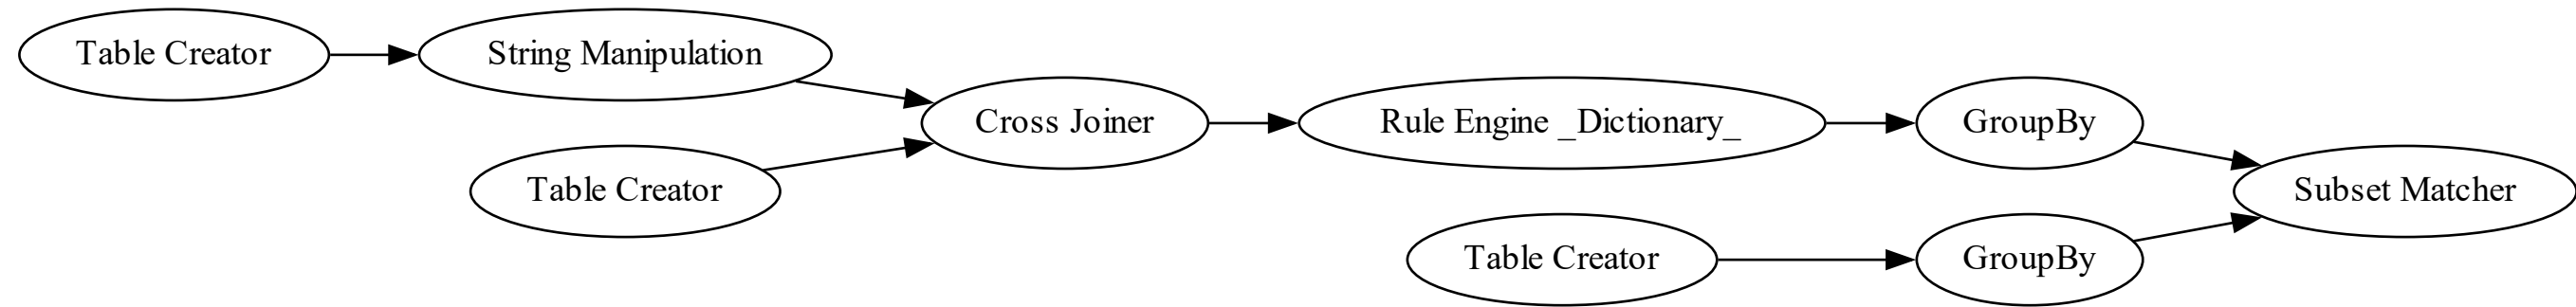 Table Creator
String Manipulation
Table Creator
Cross Joiner
Rule Engine _Dictionary_
GroupBy
Table Creator
GroupBy
Subset Matcher